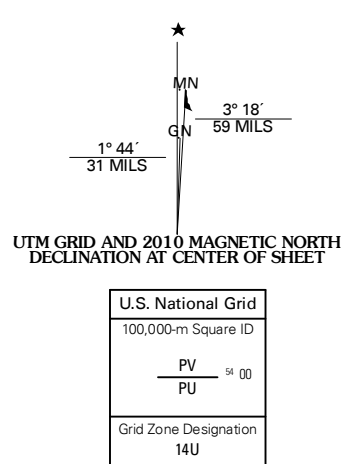 ★
MN
3° 18´
59 MILS
GN
1° 44´
31 MILS
UTM GRID AND 2010 MAGNETIC NORTH
DECLINATION AT CENTER OF SHEET
U.S. National Grid
100,000-m Square ID
PV
54 00
PU
Grid Zone Designation
14U